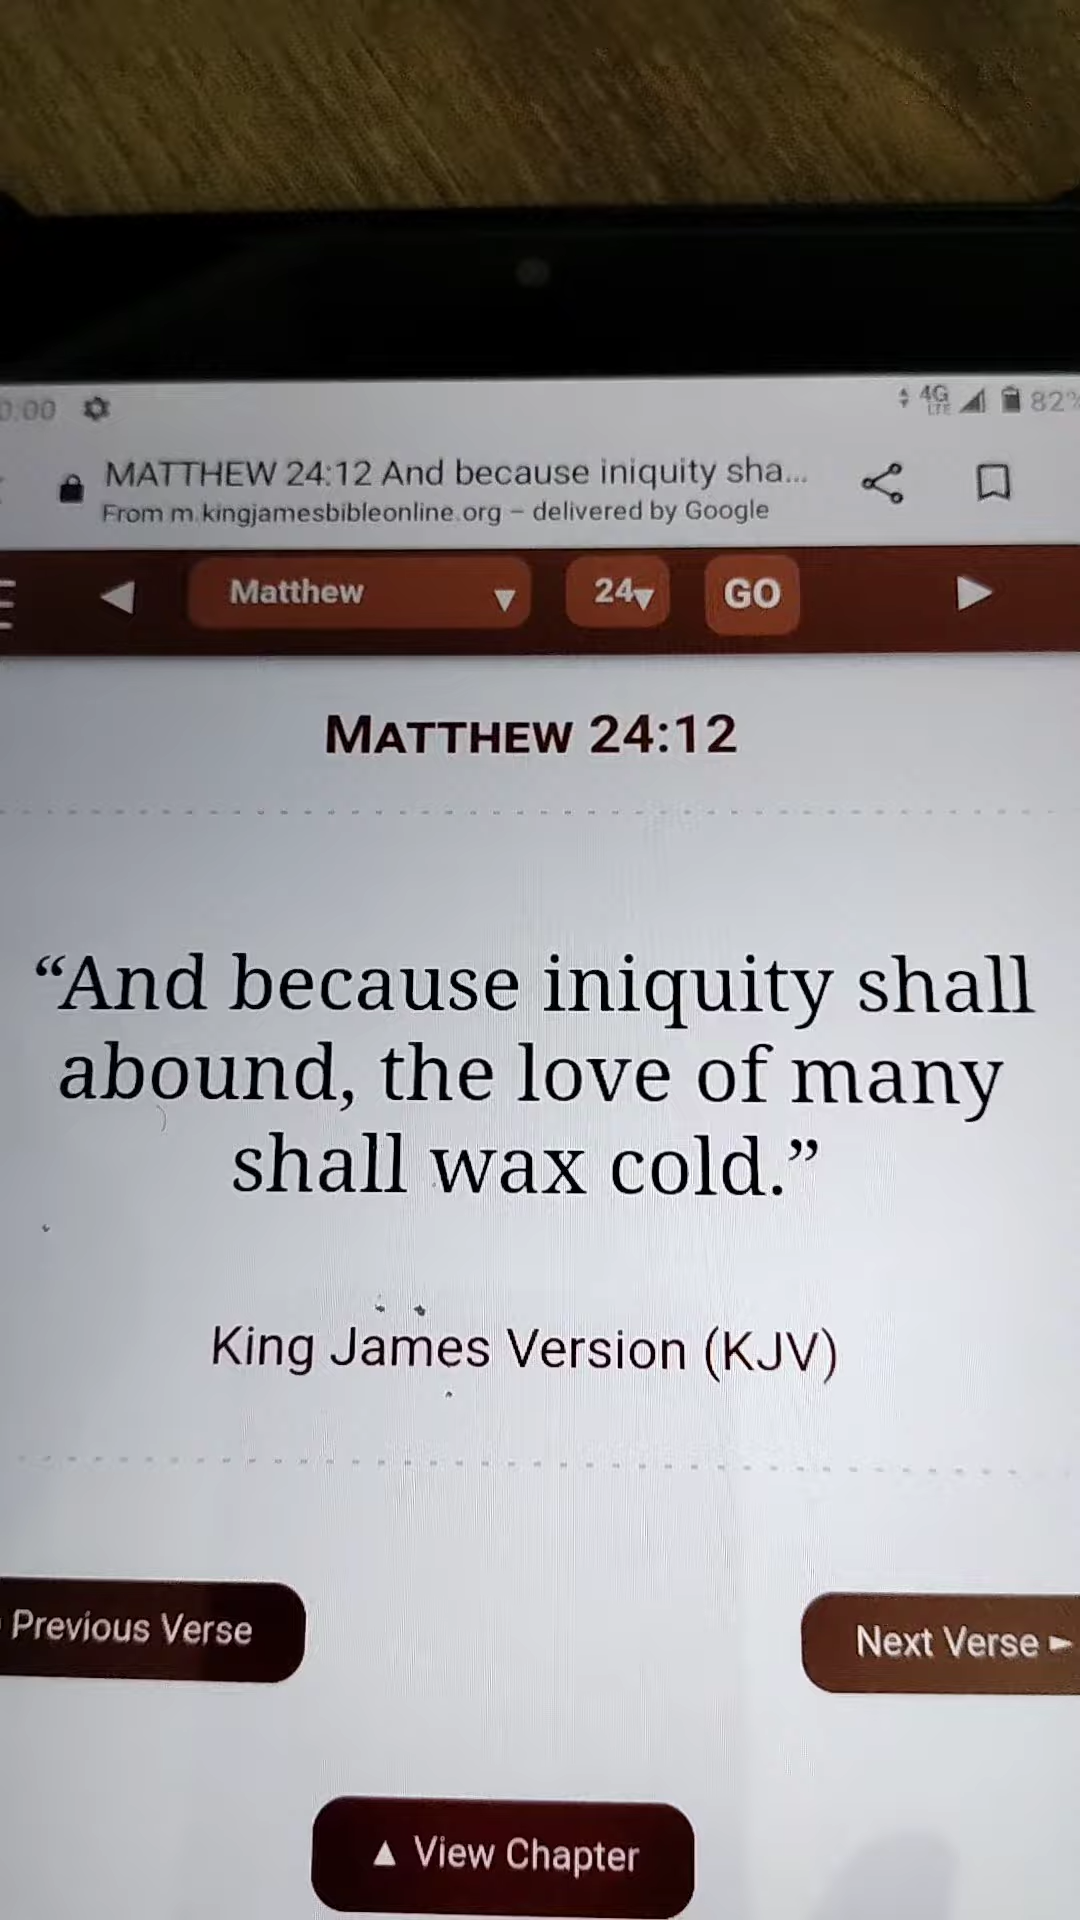 0:00 4G LTE 82%
MATTHEW 24:12 And because iniquity sha...
From m.kingjamesbibleonline.org – delivered by Google
Matthew ▼ 24▼ GO
MATTHEW 24:12
“And because iniquity shall
abound, the love of many
shall wax cold.”
King James Version (KJV)
Previous Verse
Next Verse ►
▲ View Chapter